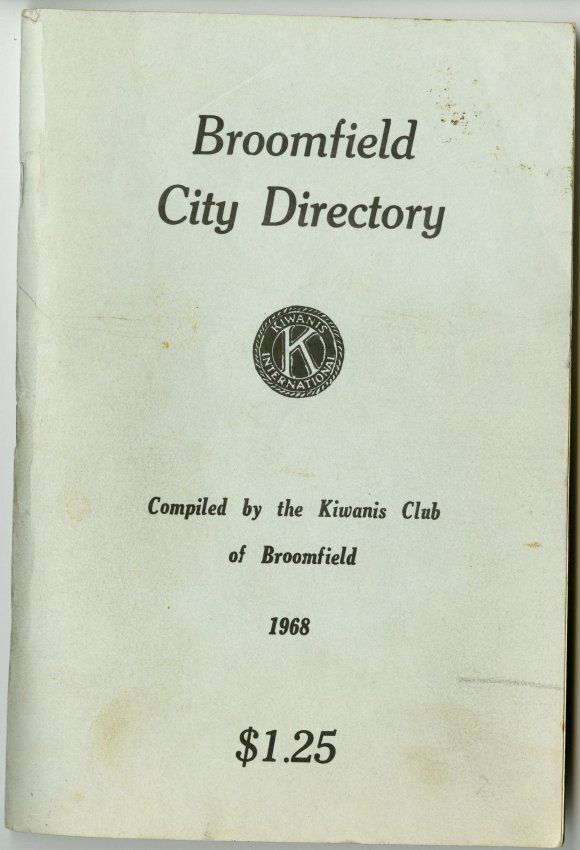 Broomfield
City Directory
KIWANIS
K
INTERNATIONAL
Compiled by the Kiwanis Club
of Broomfield
1968
$1.25